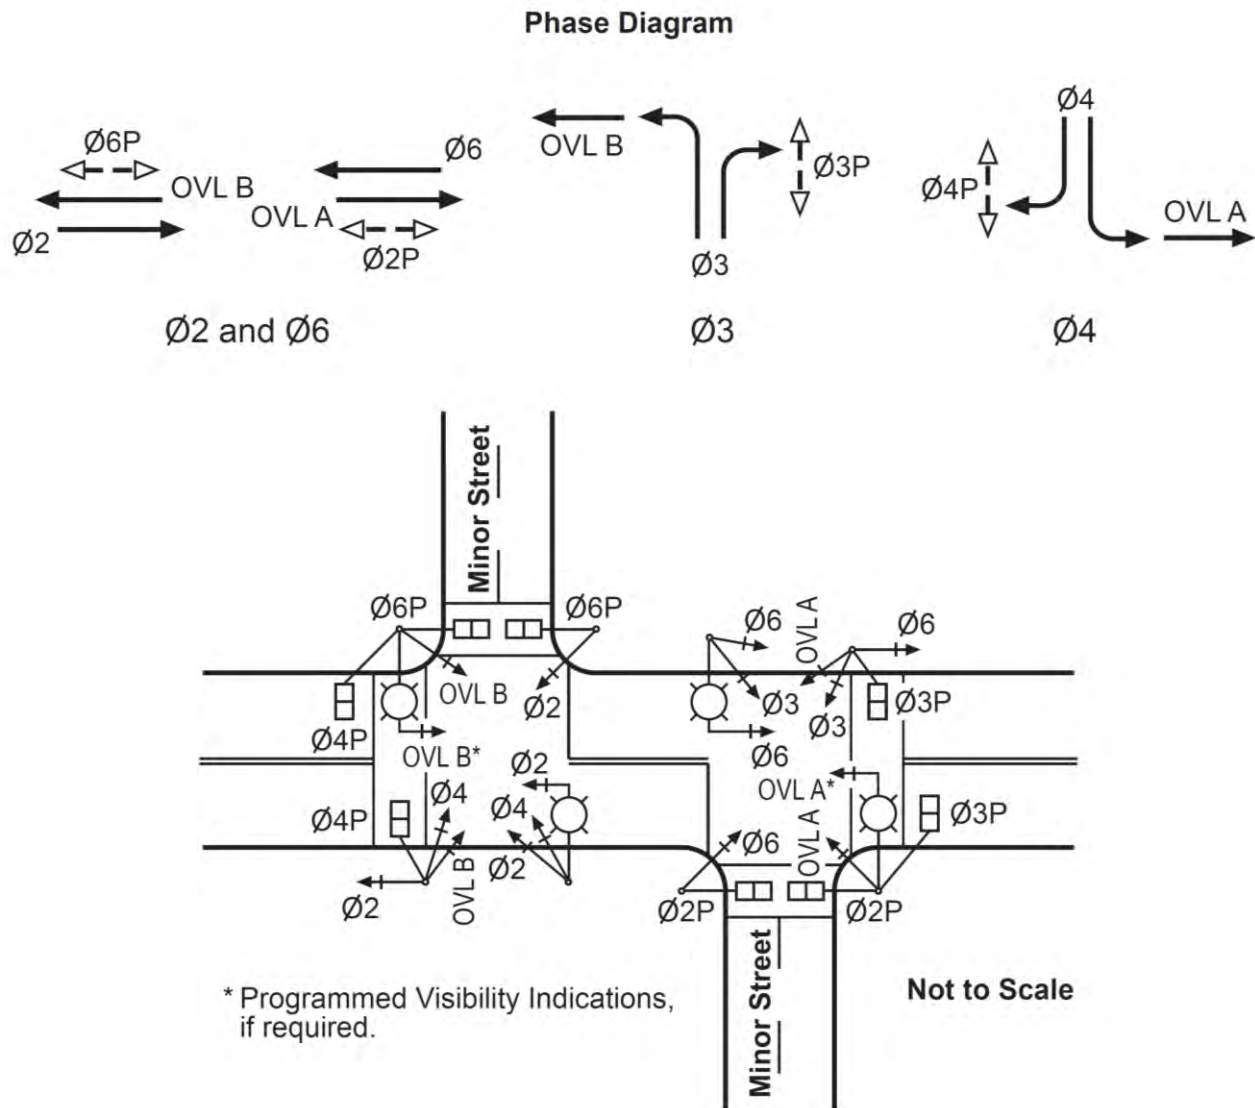 Phase Diagram
Ø6P
OVL B
Ø2
Ø6
OVL A
Ø2P
OVL B
Ø3P
Ø3
Ø4
Ø4P
OVL A
Ø2 and Ø6
Ø3
Ø4
Minor Street
Ø6P
Ø6P
OVL B
Ø2
Ø4P
OVL B*
Ø6
OVL A
Ø6
Ø3
Ø3
Ø3P
Ø6
Ø2
Ø4
Ø4
Ø4P
Ø2
OVL B
Ø2
OVL A*
Ø6
OVL A
Ø3P
Ø2P
Ø2P
Minor Street
* Programmed Visibility Indications,
if required.
Not to Scale